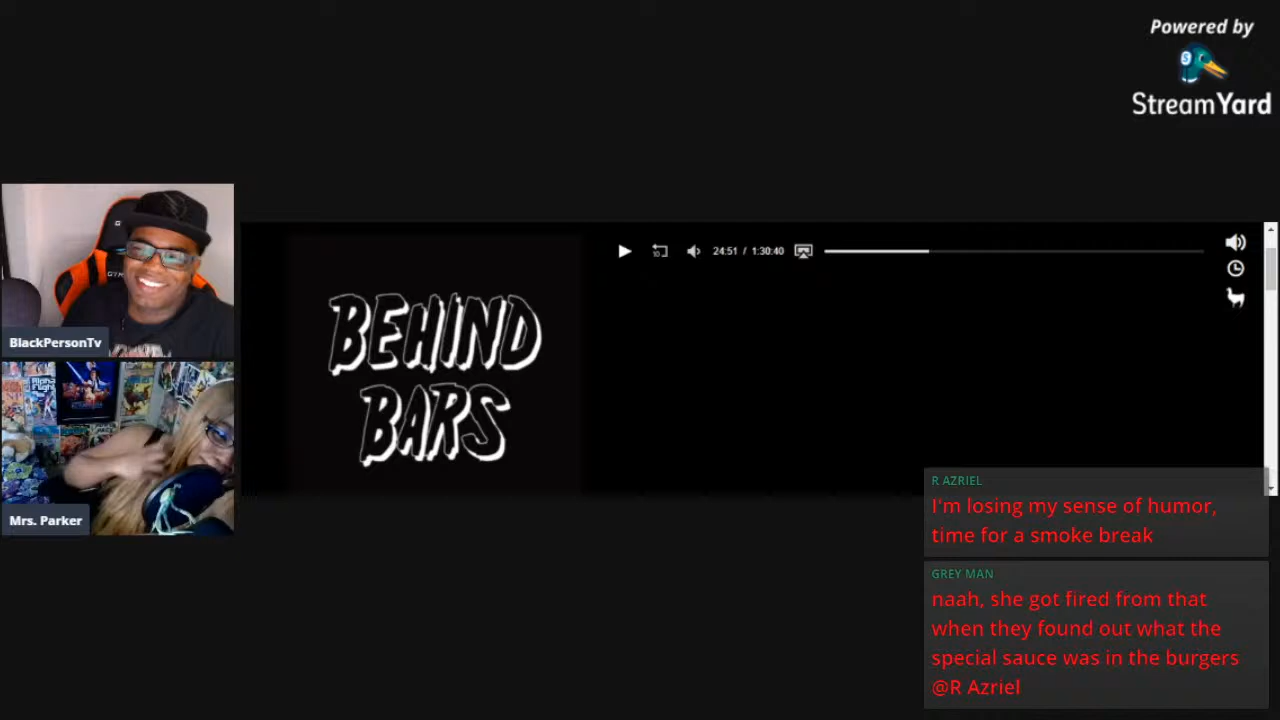 Powered by
StreamYard
BlackPersonTv
Mrs. Parker
24:51 / 1:30:40
BEHIND
BARS
R AZRIEL
I'm losing my sense of humor,
time for a smoke break
GREY MAN
naah, she got fired from that
when they found out what the
special sauce was in the burgers
@R Azriel